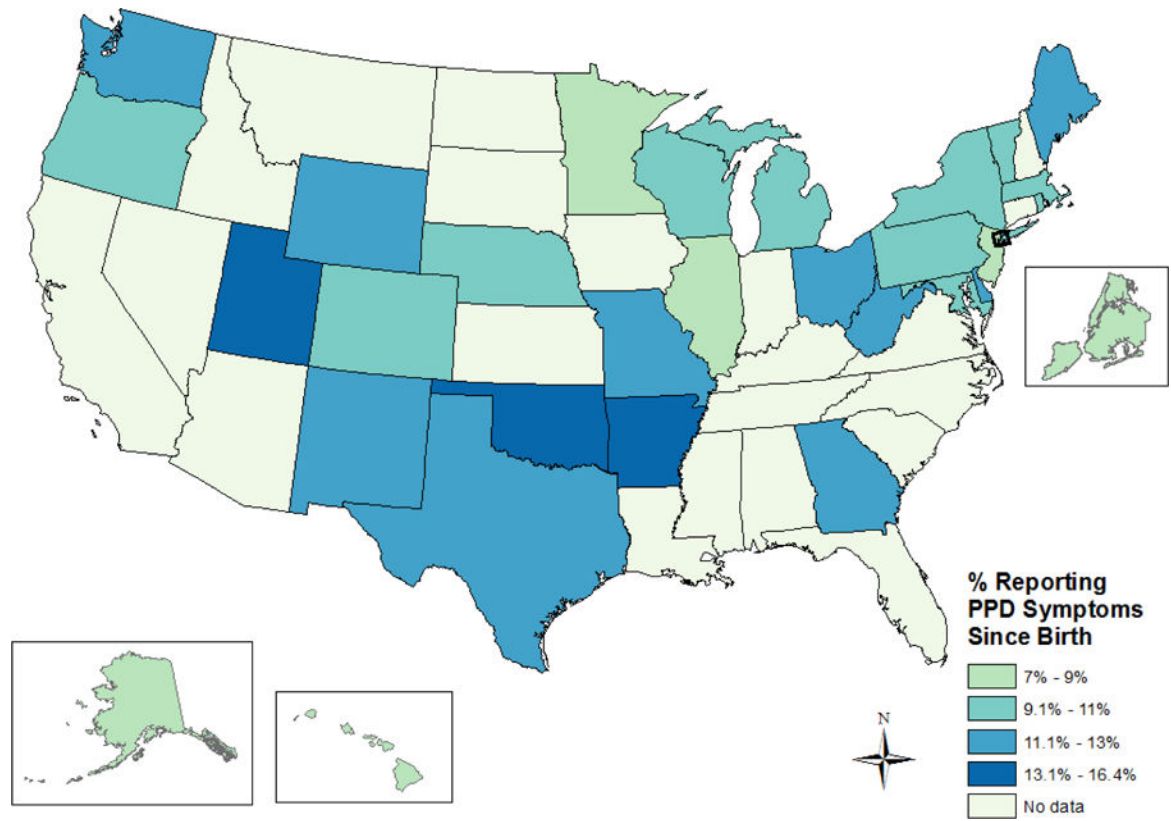 % Reporting
PPD Symptoms
Since Birth
7% - 9%
9.1% - 11%
11.1% - 13%
13.1% - 16.4%
No data
N